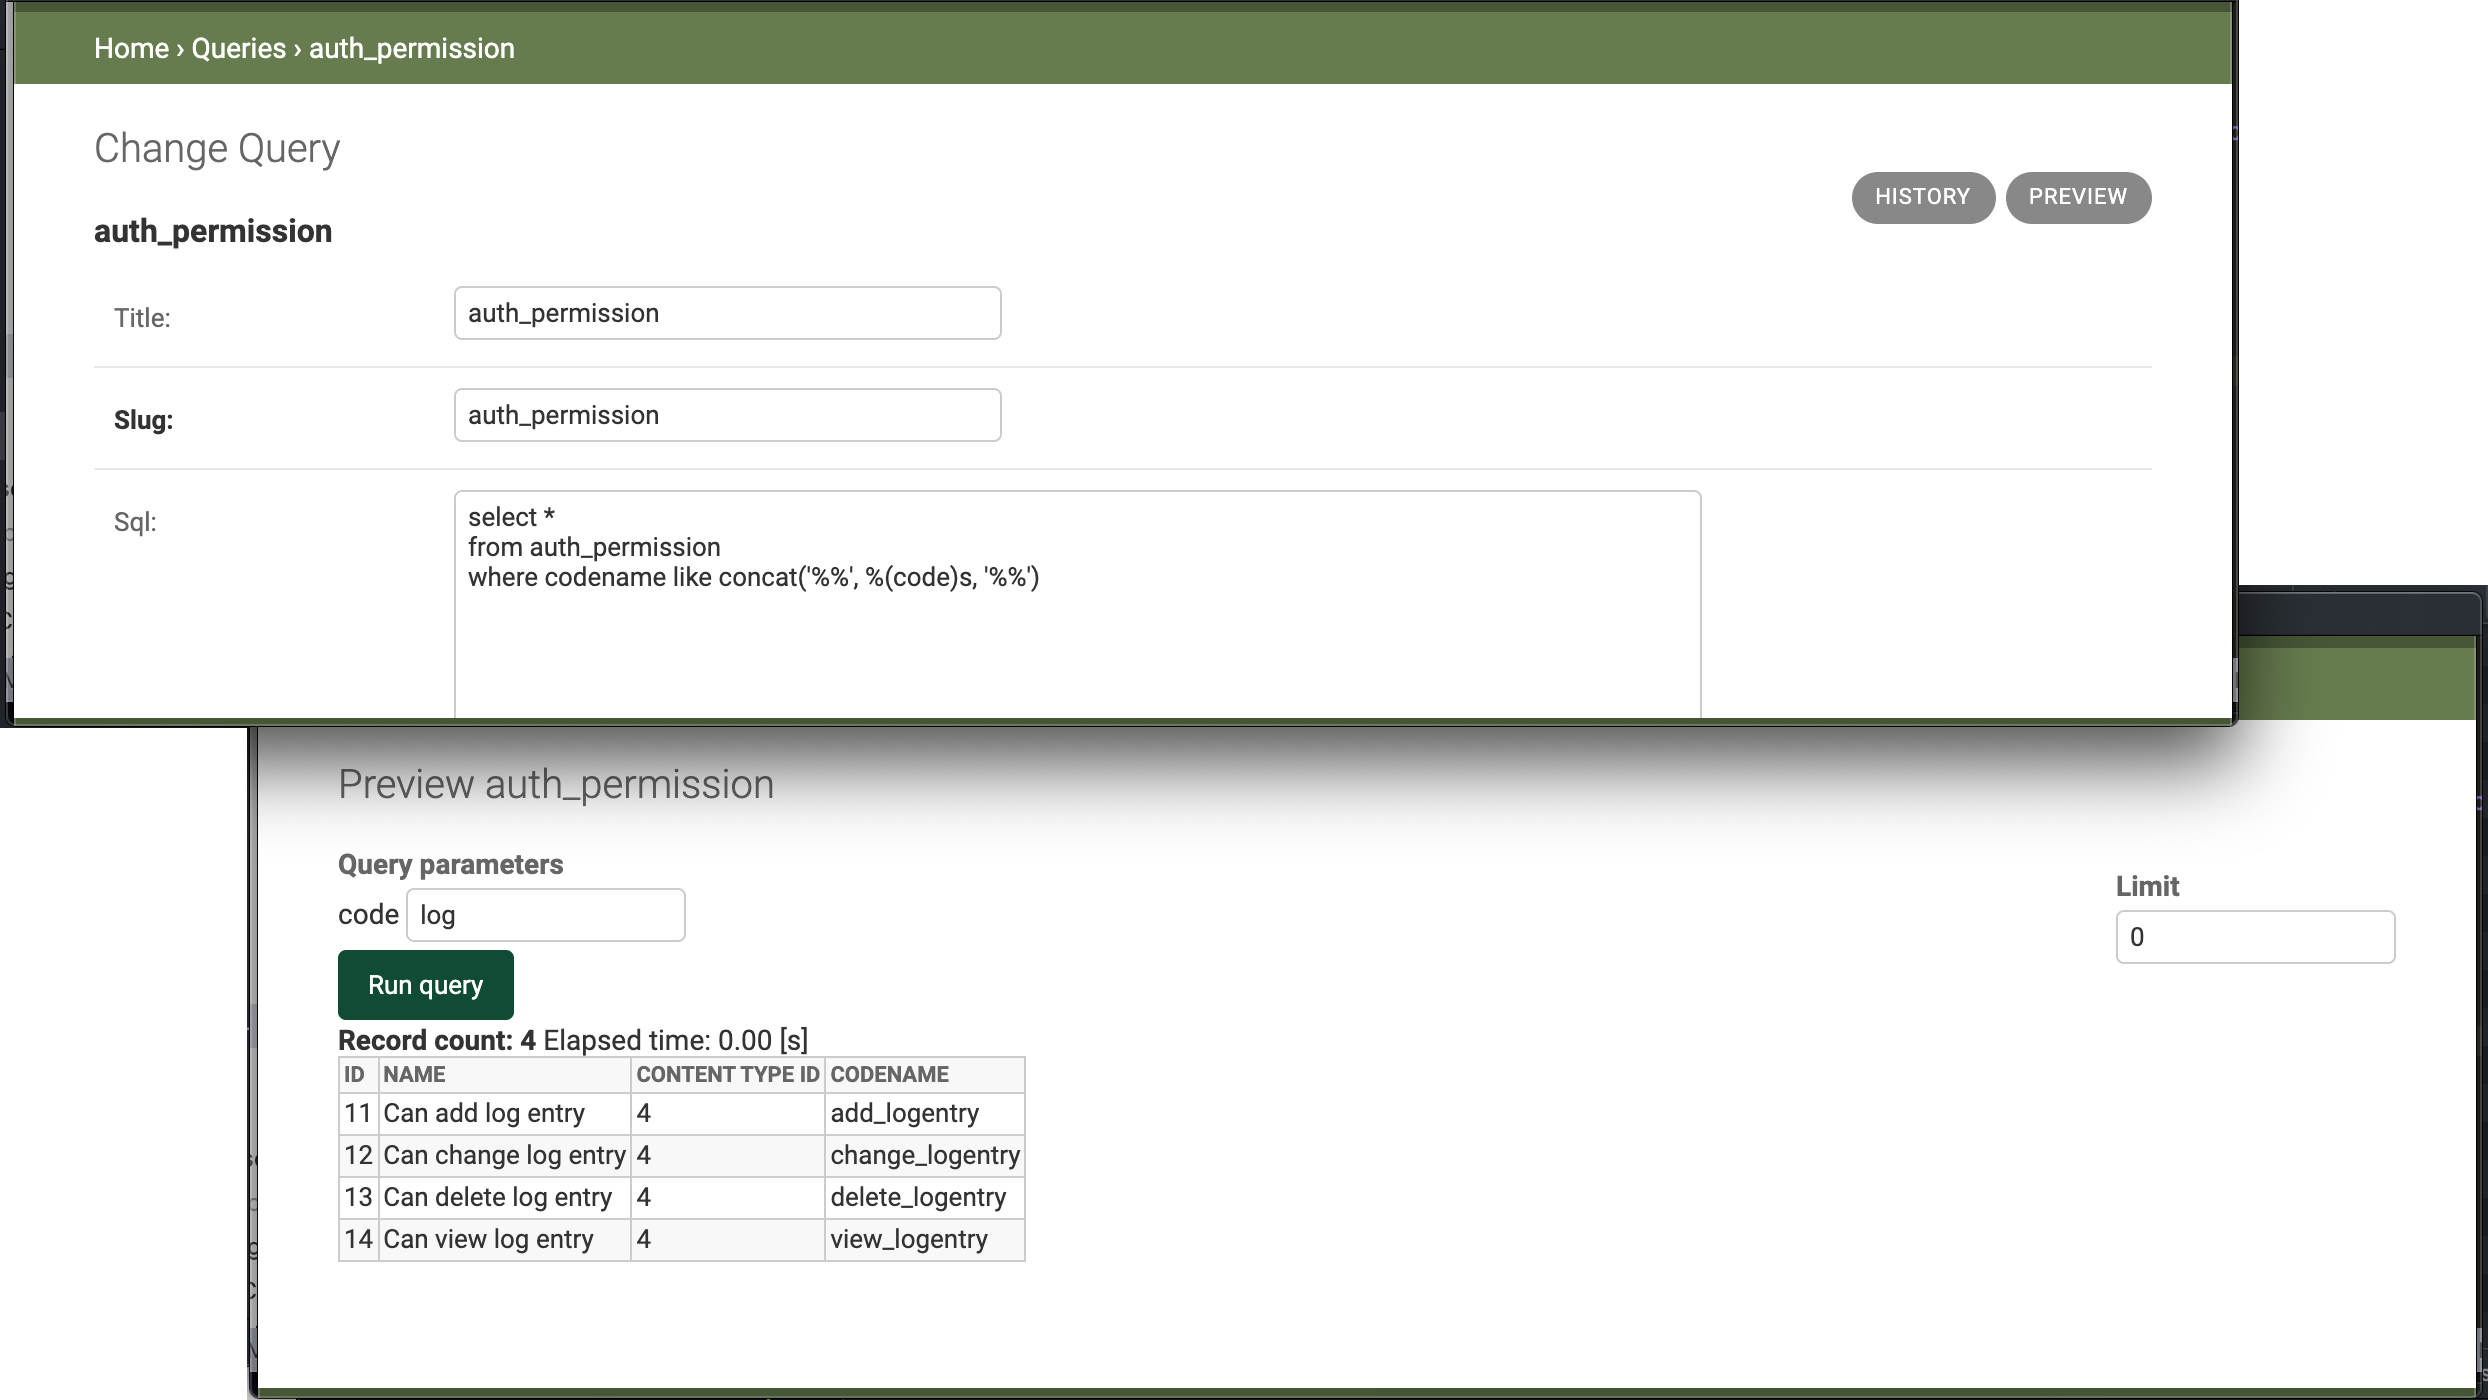 Home › Queries › auth_permission
Change Query
HISTORY PREVIEW
auth_permission
Title: auth_permission
Slug: auth_permission
Sql: select *
from auth_permission
where codename like concat('%%', %(code)s, '%%')
Preview auth_permission
Query parameters
Limit
code log
0
Run query
Record count: 4 Elapsed time: 0.00 [s]
ID NAME CONTENT TYPE ID CODENAME
11 Can add log entry 4 add_logentry
12 Can change log entry 4 change_logentry
13 Can delete log entry 4 delete_logentry
14 Can view log entry 4 view_logentry